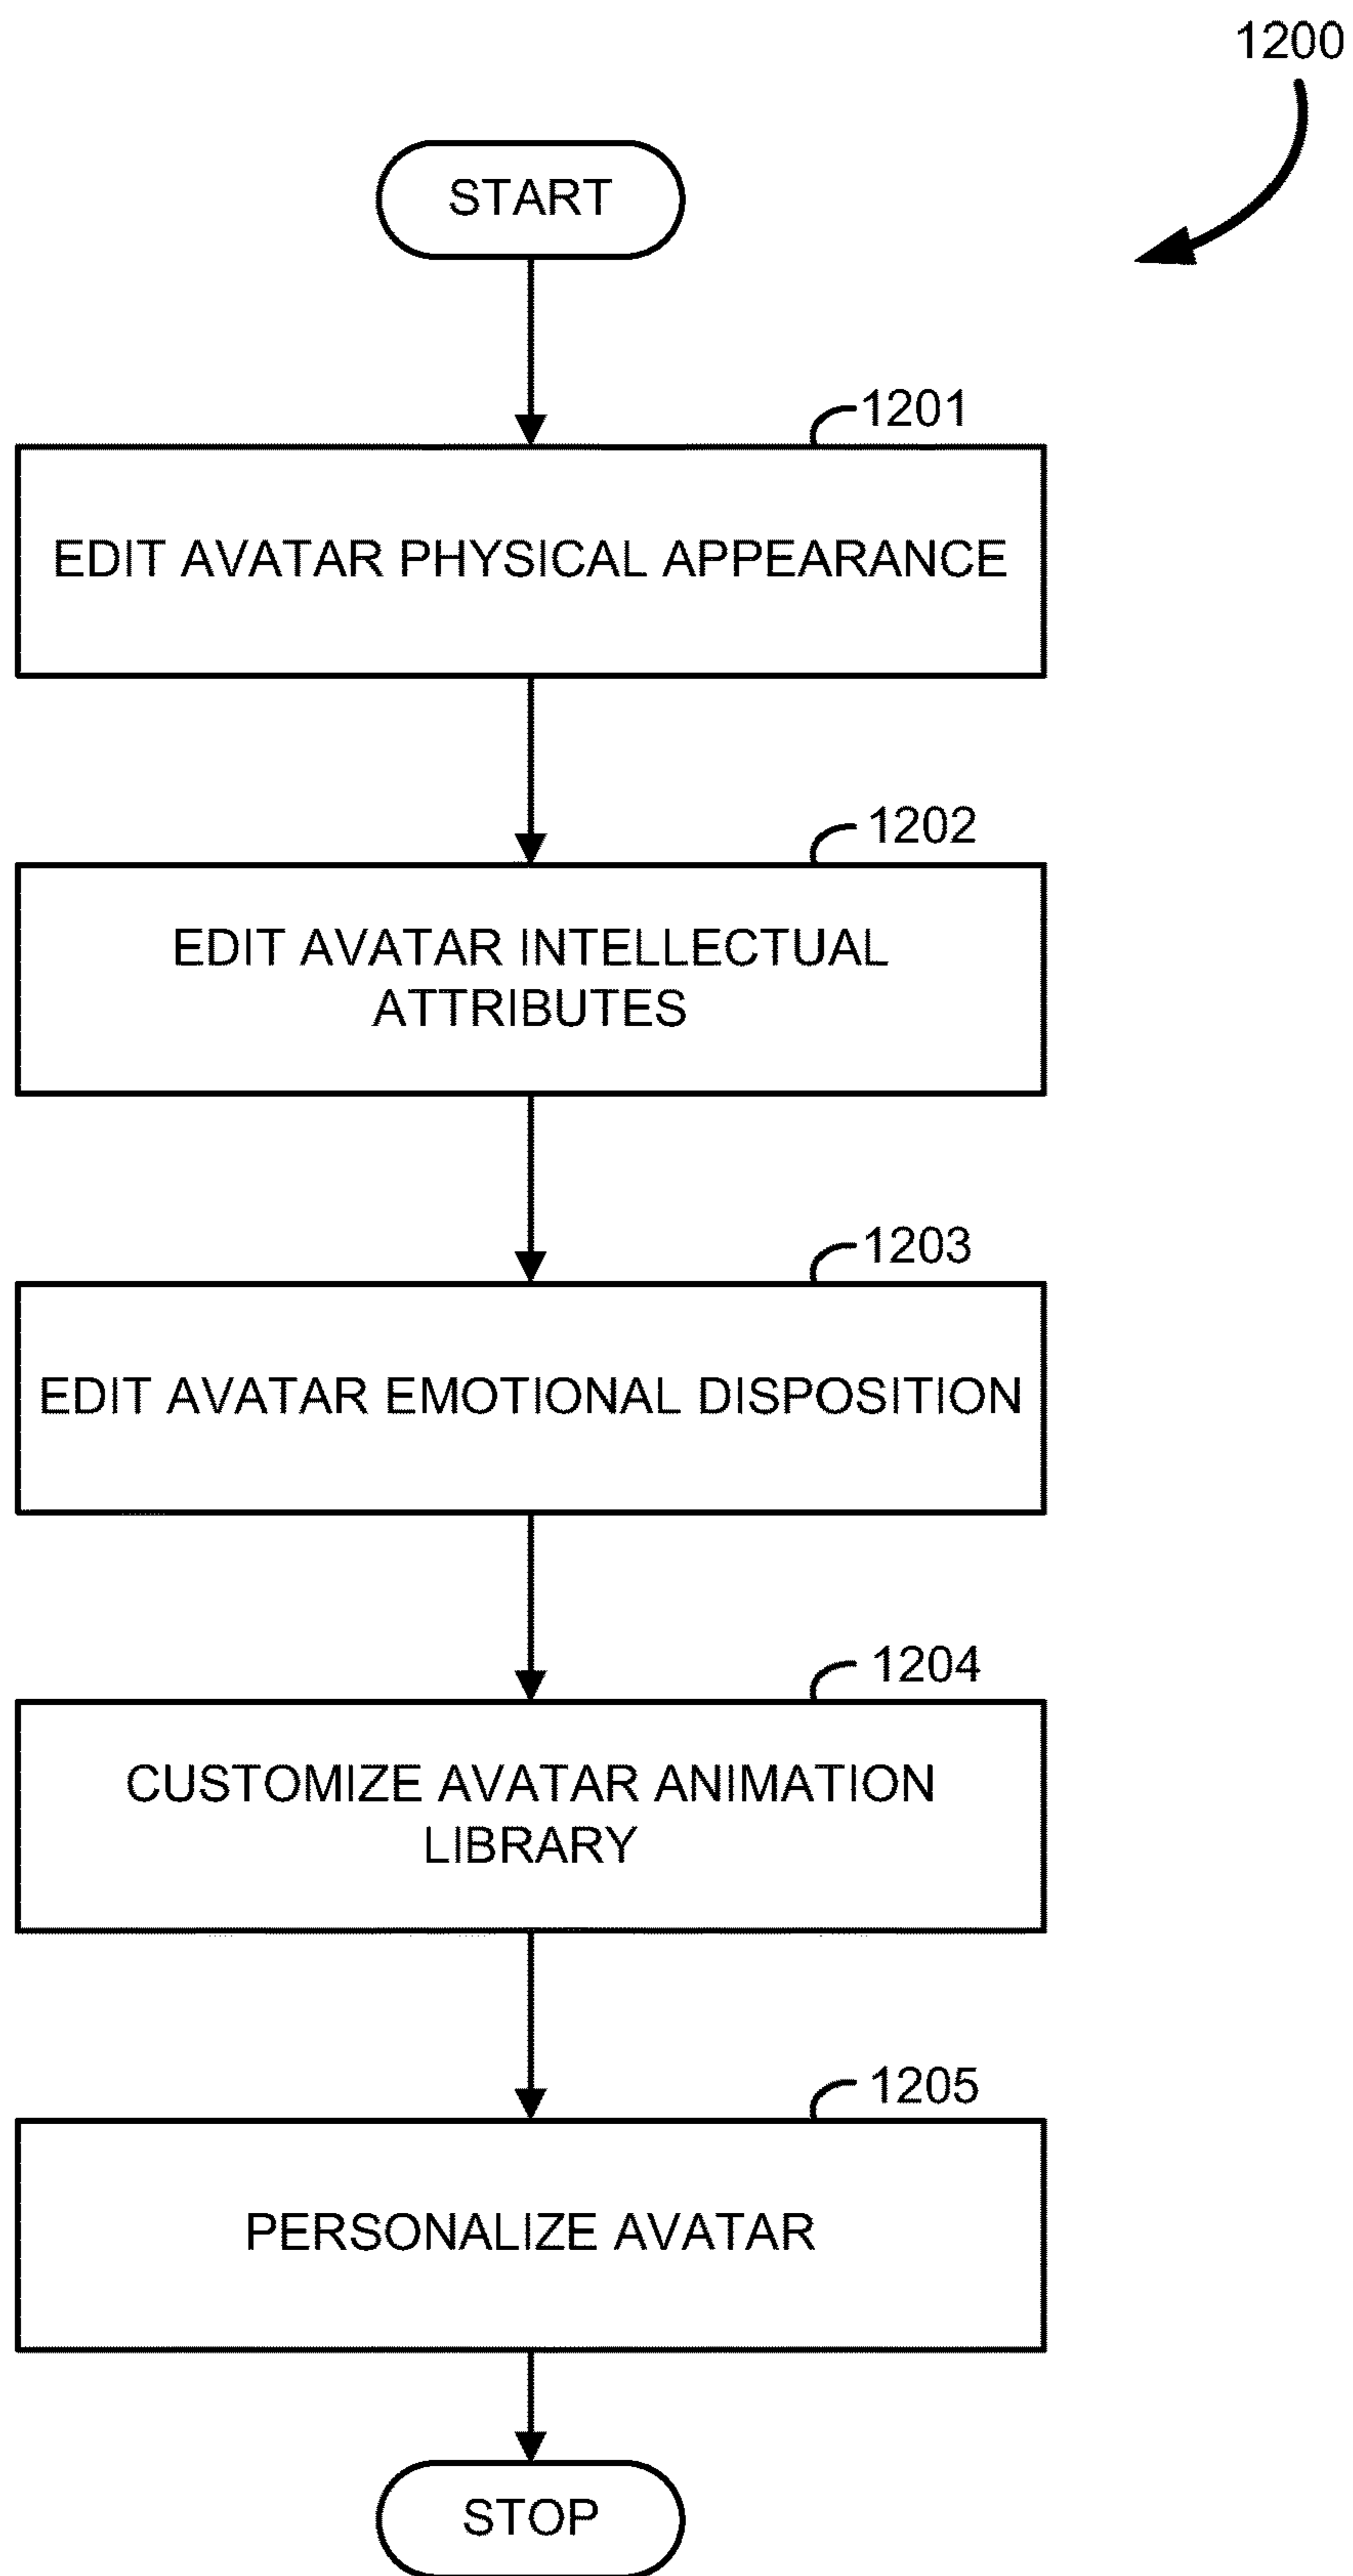 1200
START
1201
EDIT AVATAR PHYSICAL APPEARANCE
1202
EDIT AVATAR INTELLECTUAL
ATTRIBUTES
1203
EDIT AVATAR EMOTIONAL DISPOSITION
1204
CUSTOMIZE AVATAR ANIMATION
LIBRARY
1205
PERSONALIZE AVATAR
STOP